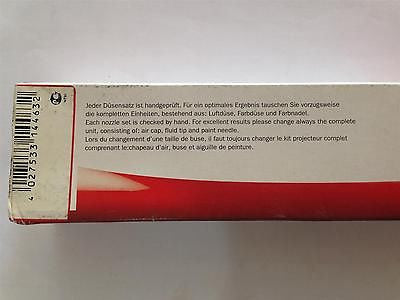 Jeder Düsensatz ist handgeprüft. Für ein optimales Ergebnis tauschen Sie vorzugsweise
die kompletten Einheiten, bestehend aus: Luftdüse, Farbdüse und Farbnadel.
Each nozzle set is checked by hand. For excellent results please change always the complete
unit, consisting of: air cap, fluid tip and paint needle.
Lors du changement d'une taille de buse, il faut toujours changer le kit projecteur complet
comprenant le:chapeau d'air, buse et aiguille de peinture.
4 027533 144632